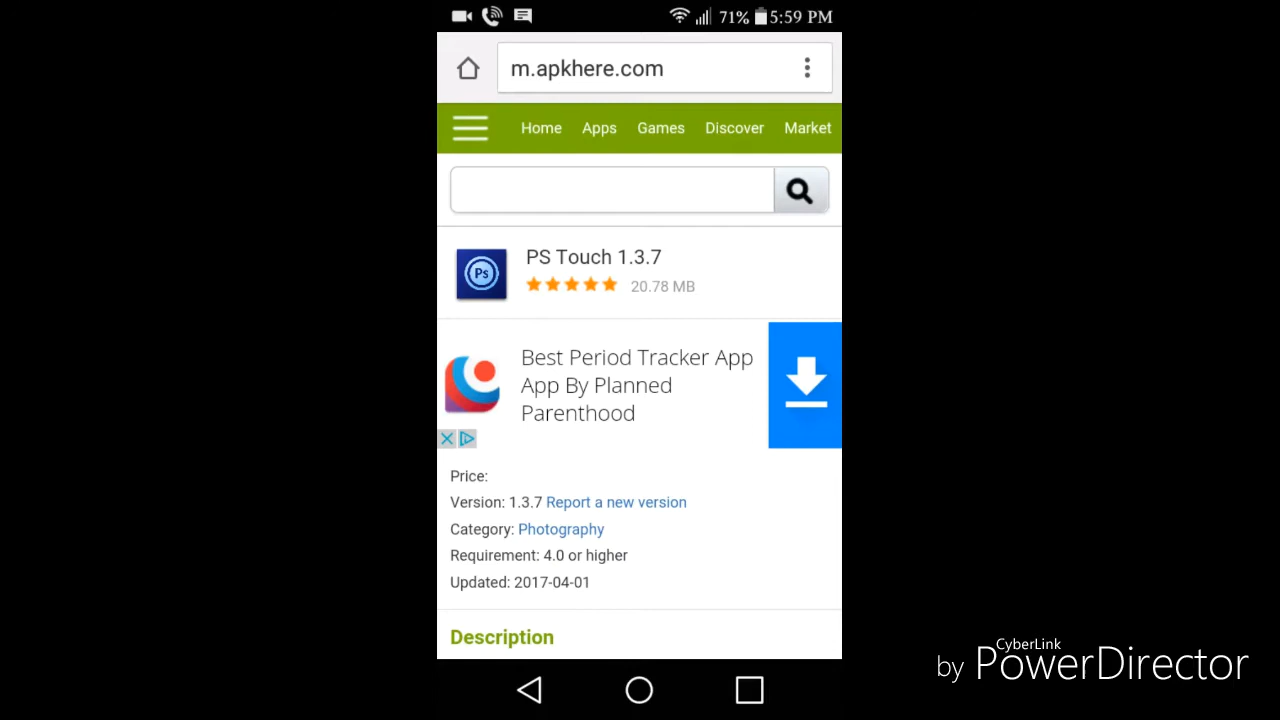 71% 5:59 PM
m.apkhere.com
Home Apps Games Discover Market
PS Touch 1.3.7
Ps
20.78 MB
Best Period Tracker App
App By Planned
Parenthood
Price:
Version: 1.3.7 Report a new version
Category: Photography
Requirement: 4.0 or higher
Updated: 2017-04-01
Description
CyberLink
by PowerDirector